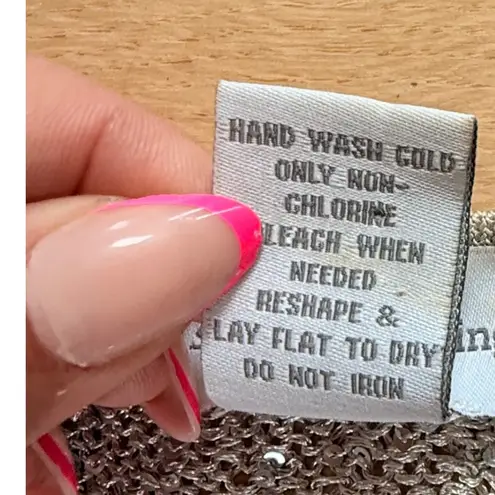 HAND WASH COLD
ONLY NON-
CHLORINE
LEACH WHEN
NEEDED
RESHAPE &
LAY FLAT TO DRY
DO NOT IRON